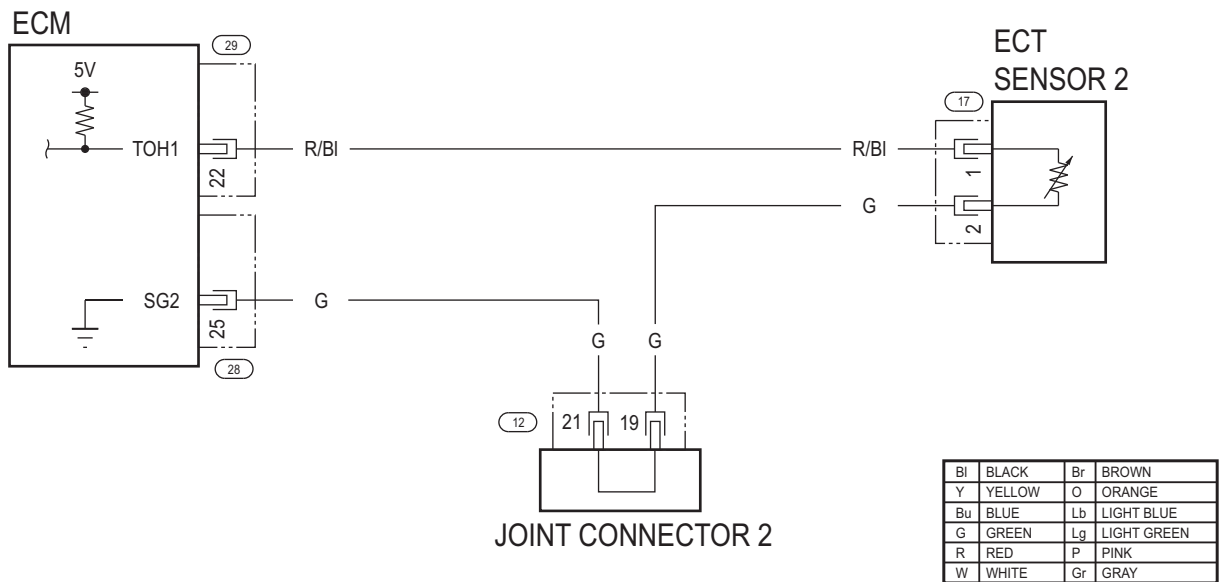 ECM
29
5V
TOH1
22
R/Bl
R/Bl
ECT
SENSOR 2
17
1
2
G
SG2
25
G
28
G
G
12
21
19
JOINT CONNECTOR 2
Bl BLACK Br BROWN
Y YELLOW O ORANGE
Bu BLUE Lb LIGHT BLUE
G GREEN Lg LIGHT GREEN
R RED P PINK
W WHITE Gr GRAY